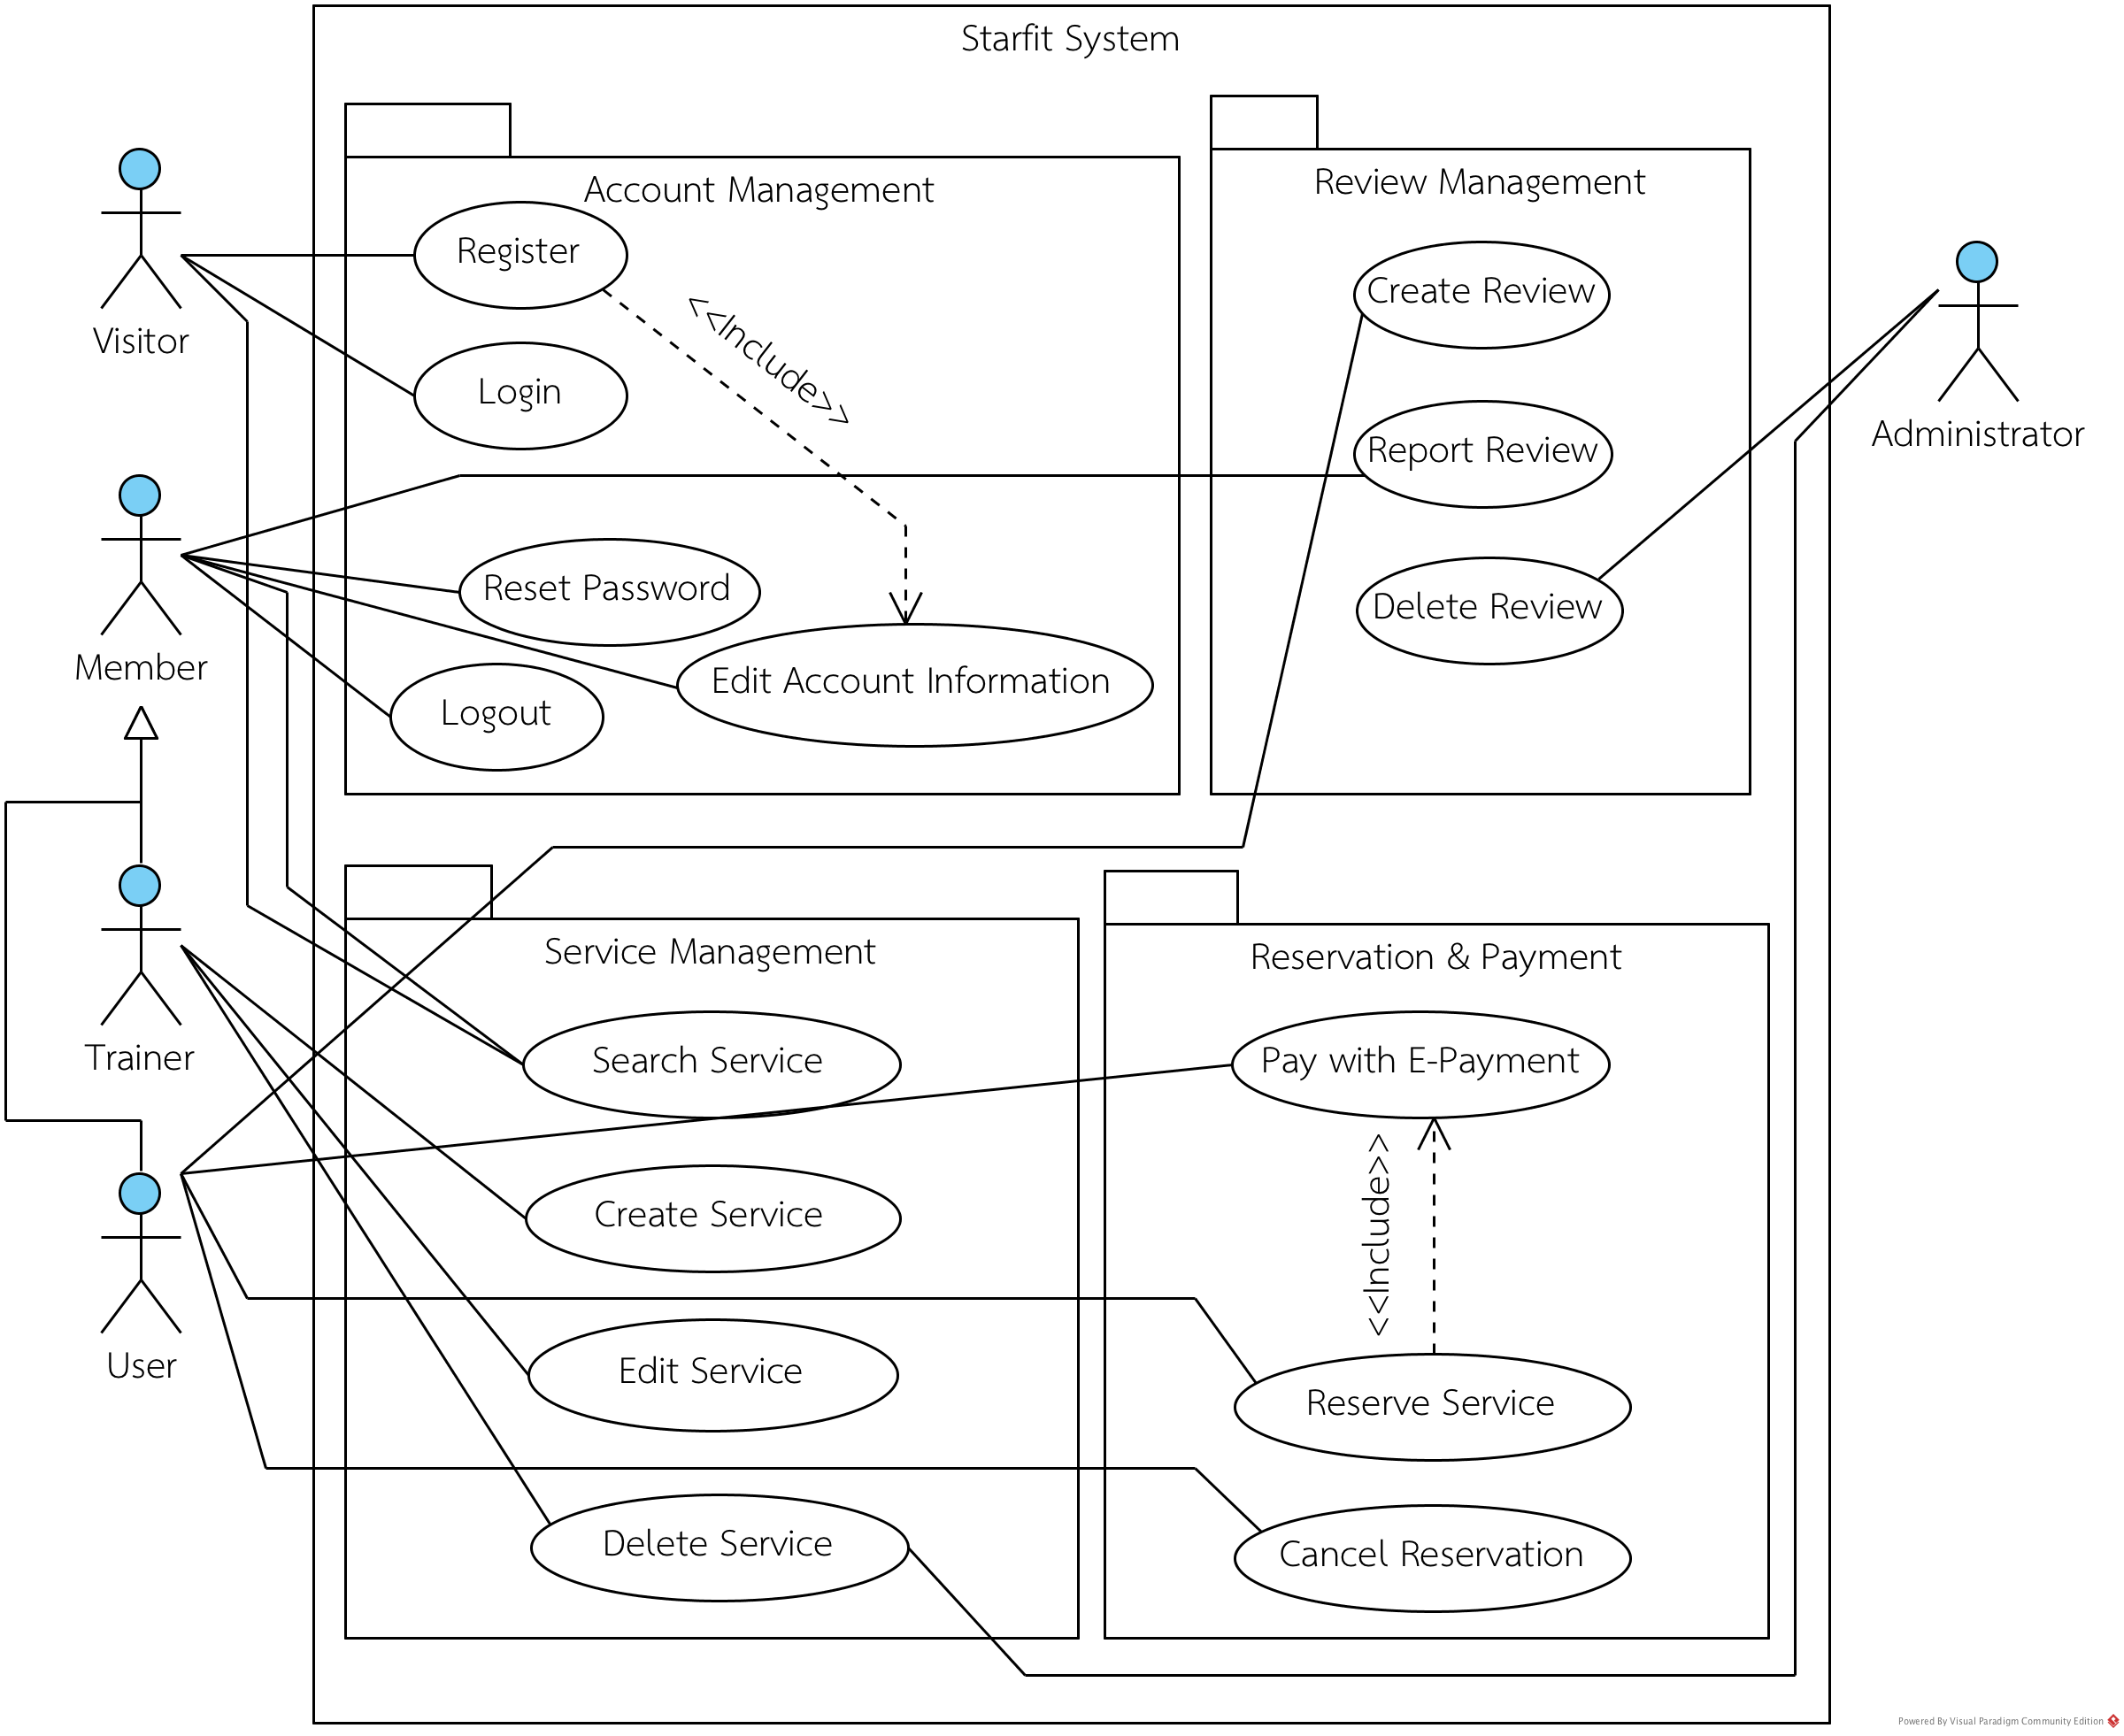 Starfit System
Account Management
Review Management
Visitor
Register
<<Include>>
Login
Create Review
Report Review
Delete Review
Administrator
Member
Reset Password
Edit Account Information
Logout
Trainer
User
Service Management
Search Service
Create Service
Edit Service
Delete Service
Reservation & Payment
Pay with E-Payment
<<Include>>
Reserve Service
Cancel Reservation
Powered By Visual Paradigm Community Edition